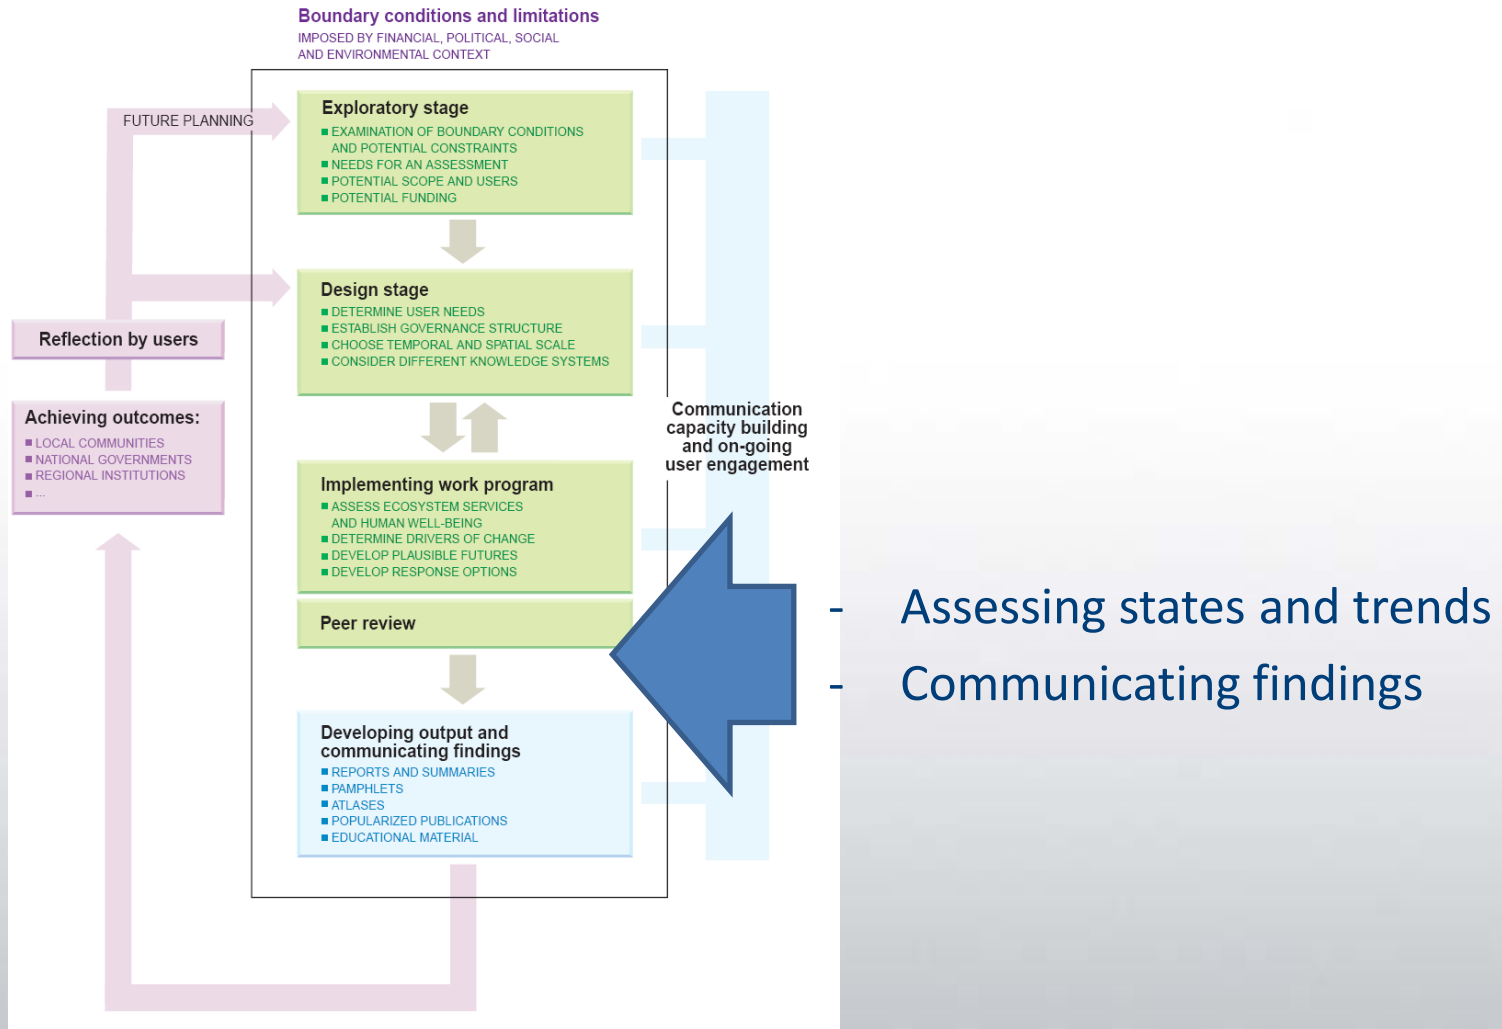 Boundary conditions and limitations
IMPOSED BY FINANCIAL, POLITICAL, SOCIAL
AND ENVIRONMENTAL CONTEXT
FUTURE PLANNING
Exploratory stage
■ EXAMINATION OF BOUNDARY CONDITIONS
AND POTENTIAL CONSTRAINTS
■ NEEDS FOR AN ASSESSMENT
■ POTENTIAL SCOPE AND USERS
■ POTENTIAL FUNDING
Design stage
■ DETERMINE USER NEEDS
■ ESTABLISH GOVERNANCE STRUCTURE
■ CHOOSE TEMPORAL AND SPATIAL SCALE
■ CONSIDER DIFFERENT KNOWLEDGE SYSTEMS
Reflection by users
Achieving outcomes:
■ LOCAL COMMUNITIES
■ NATIONAL GOVERNMENTS
■ REGIONAL INSTITUTIONS
■ ...
Communication
capacity building
and on-going
user engagement
Implementing work program
■ ASSESS ECOSYSTEM SERVICES
AND HUMAN WELL-BEING
■ DETERMINE DRIVERS OF CHANGE
■ DEVELOP PLAUSIBLE FUTURES
■ DEVELOP RESPONSE OPTIONS
Peer review
- Assessing states and trends
- Communicating findings
Developing output and
communicating findings
■ REPORTS AND SUMMARIES
■ PAMPHLETS
■ ATLASES
■ POPULARIZED PUBLICATIONS
■ EDUCATIONAL MATERIAL